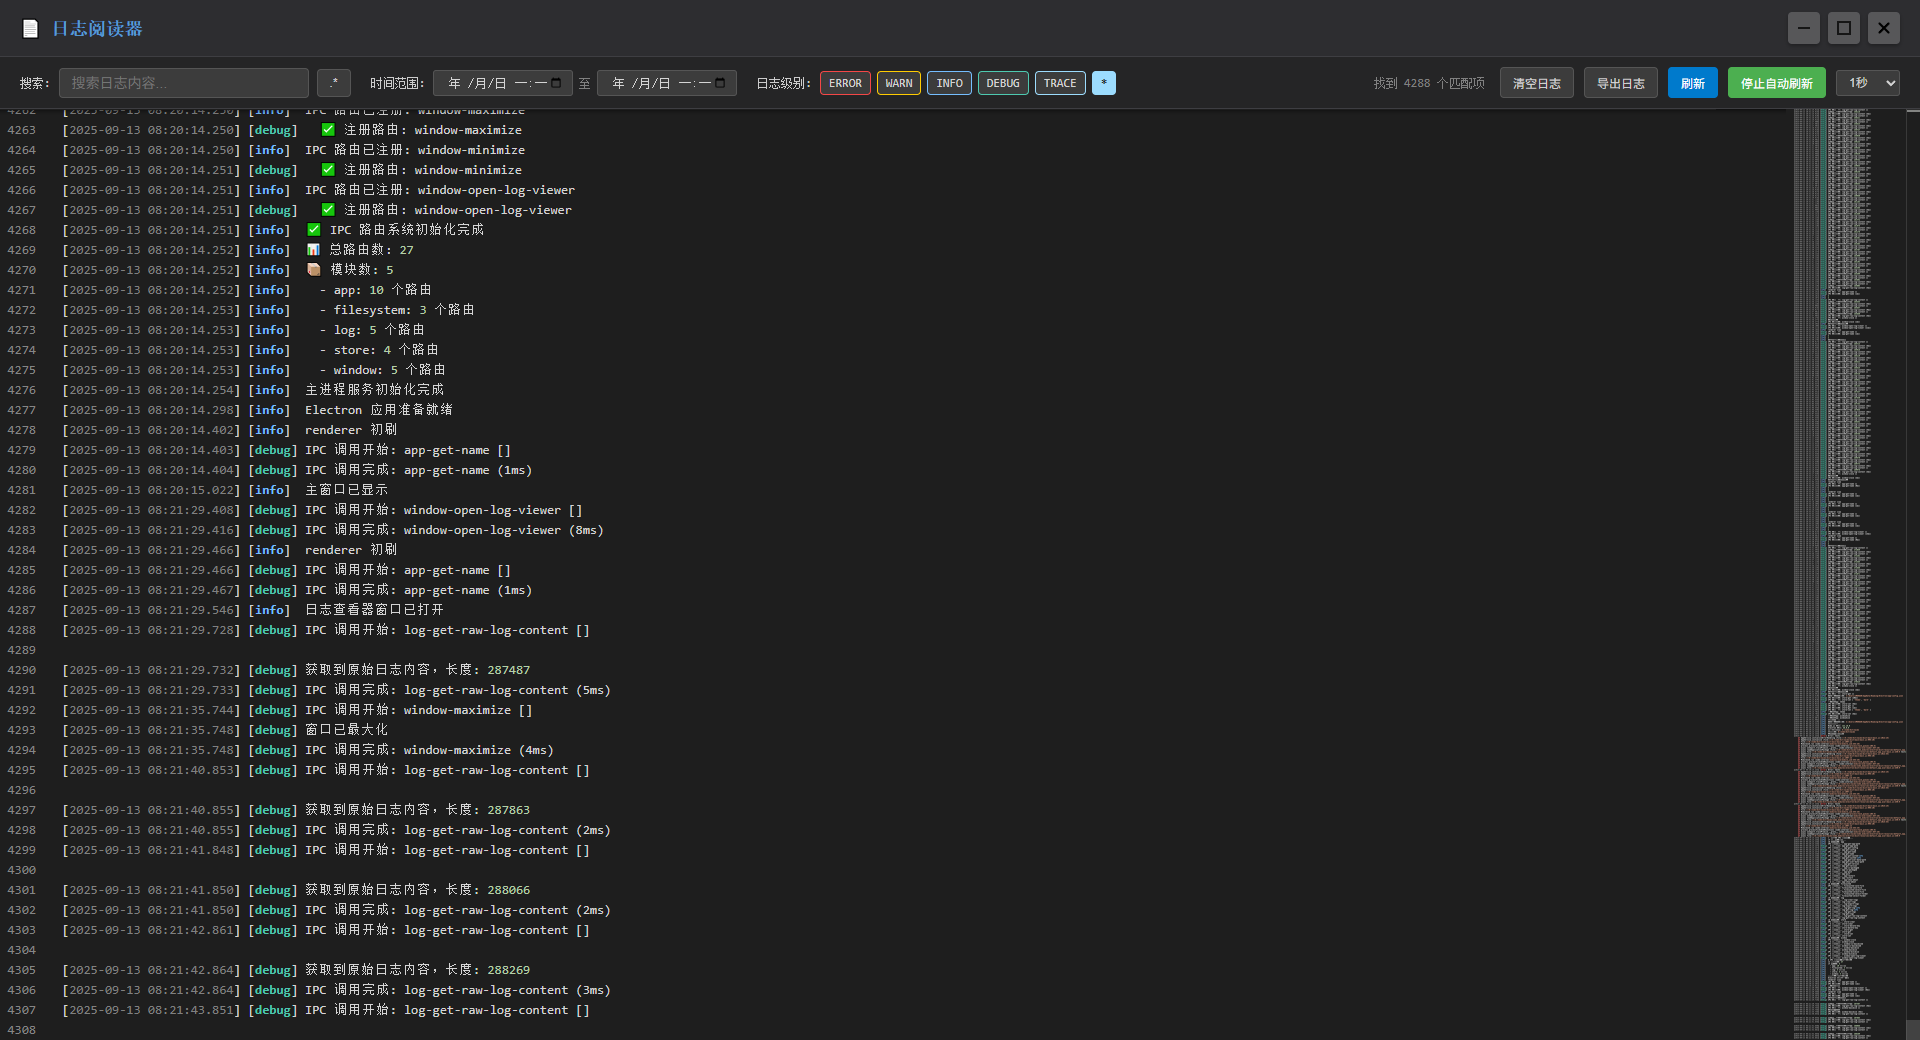 日志阅读器
搜索: 搜索日志内容... .* 时间范围: 年 /月/日 --:-- 至 年 /月/日 --:-- 日志级别: ERROR WARN INFO DEBUG TRACE * 找到 4288 个匹配项 清空日志 导出日志 刷新 停止自动刷新 1秒
4262 [2025-09-13 08:20:14.250] [info] IPC 路由已注册: window-maximize
4263 [2025-09-13 08:20:14.250] [debug] ✅ 注册路由: window-maximize
4264 [2025-09-13 08:20:14.250] [info] IPC 路由已注册: window-minimize
4265 [2025-09-13 08:20:14.251] [debug] ✅ 注册路由: window-minimize
4266 [2025-09-13 08:20:14.251] [info] IPC 路由已注册: window-open-log-viewer
4267 [2025-09-13 08:20:14.251] [debug] ✅ 注册路由: window-open-log-viewer
4268 [2025-09-13 08:20:14.251] [info] ✅ IPC 路由系统初始化完成
4269 [2025-09-13 08:20:14.252] [info] 📊 总路由数: 27
4270 [2025-09-13 08:20:14.252] [info] 📦 模块数: 5
4271 [2025-09-13 08:20:14.252] [info] - app: 10 个路由
4272 [2025-09-13 08:20:14.253] [info] - filesystem: 3 个路由
4273 [2025-09-13 08:20:14.253] [info] - log: 5 个路由
4274 [2025-09-13 08:20:14.253] [info] - store: 4 个路由
4275 [2025-09-13 08:20:14.253] [info] - window: 5 个路由
4276 [2025-09-13 08:20:14.254] [info] 主进程服务初始化完成
4277 [2025-09-13 08:20:14.298] [info] Electron 应用准备就绪
4278 [2025-09-13 08:20:14.402] [info] renderer 初刷
4279 [2025-09-13 08:20:14.403] [debug] IPC 调用开始: app-get-name []
4280 [2025-09-13 08:20:14.404] [debug] IPC 调用完成: app-get-name (1ms)
4281 [2025-09-13 08:20:15.022] [info] 主窗口已显示
4282 [2025-09-13 08:21:29.408] [debug] IPC 调用开始: window-open-log-viewer []
4283 [2025-09-13 08:21:29.416] [debug] IPC 调用完成: window-open-log-viewer (8ms)
4284 [2025-09-13 08:21:29.466] [info] renderer 初刷
4285 [2025-09-13 08:21:29.466] [debug] IPC 调用开始: app-get-name []
4286 [2025-09-13 08:21:29.467] [debug] IPC 调用完成: app-get-name (1ms)
4287 [2025-09-13 08:21:29.546] [info] 日志查看器窗口已打开
4288 [2025-09-13 08:21:29.728] [debug] IPC 调用开始: log-get-raw-log-content []
4289
4290 [2025-09-13 08:21:29.732] [debug] 获取到原始日志内容，长度: 287487
4291 [2025-09-13 08:21:29.733] [debug] IPC 调用完成: log-get-raw-log-content (5ms)
4292 [2025-09-13 08:21:35.744] [debug] IPC 调用开始: window-maximize []
4293 [2025-09-13 08:21:35.748] [debug] 窗口已最大化
4294 [2025-09-13 08:21:35.748] [debug] IPC 调用完成: window-maximize (4ms)
4295 [2025-09-13 08:21:40.853] [debug] IPC 调用开始: log-get-raw-log-content []
4296
4297 [2025-09-13 08:21:40.855] [debug] 获取到原始日志内容，长度: 287863
4298 [2025-09-13 08:21:40.855] [debug] IPC 调用完成: log-get-raw-log-content (2ms)
4299 [2025-09-13 08:21:41.848] [debug] IPC 调用开始: log-get-raw-log-content []
4300
4301 [2025-09-13 08:21:41.850] [debug] 获取到原始日志内容，长度: 288066
4302 [2025-09-13 08:21:41.850] [debug] IPC 调用完成: log-get-raw-log-content (2ms)
4303 [2025-09-13 08:21:42.861] [debug] IPC 调用开始: log-get-raw-log-content []
4304
4305 [2025-09-13 08:21:42.864] [debug] 获取到原始日志内容，长度: 288269
4306 [2025-09-13 08:21:42.864] [debug] IPC 调用完成: log-get-raw-log-content (3ms)
4307 [2025-09-13 08:21:43.851] [debug] IPC 调用开始: log-get-raw-log-content []
4308